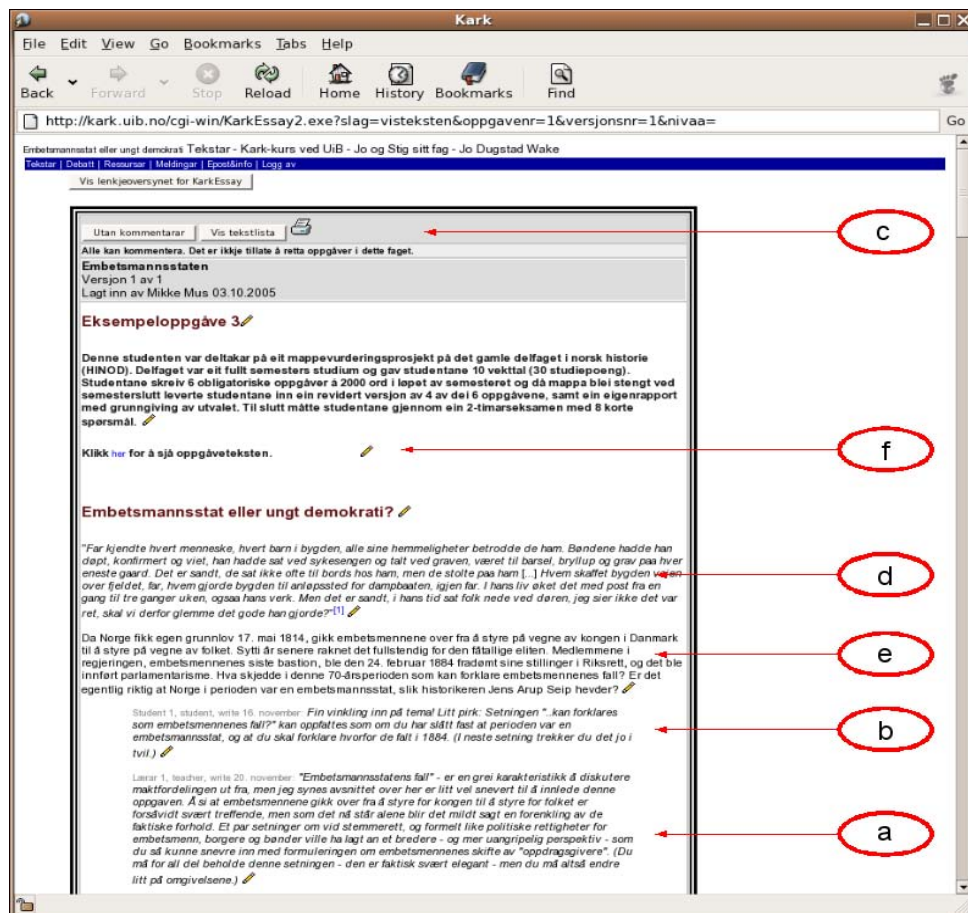 Kark
File Edit View Go Bookmarks Tabs Help
Back Forward Stop Reload Home History Bookmarks Find
http://kark.uib.no/cgi-win/KarkEssay2.exe?slag=visteksten&oppgavenr=1&versjonsnr=1&nivaa= Go
Embetsmannsstat eller ungt demokrati Tekstar - Kark-kurs ved UiB - Jo og Stig sitt fag - Jo Dugstad Wake
Tekstar | Debatt | Ressursar | Meldingar | Epost&info | Logg av
Vis lenkjeoversynet for KarkEssay
Utan kommentarar Vis tekstlista
c
Alle kan kommentera. Det er ikkje tillate å retta oppgåver i dette faget.
Embetsmannsstaten
Versjon 1 av 1
Lagt inn av Mikke Mus 03.10.2005
Eksempeloppgåve 3
Denne studenten var deltakar på eit mappevurderingsprosjekt på det gamle delfaget i norsk historie
(HINOD). Delfaget var eit fullt semesters studium og gav studentane 10 vekttal (30 studiepoeng).
Studentane skreiv 6 obligatoriske oppgåver à 2000 ord i løpet av semesteret og då mappa blei stengt ved
semesterslutt leverte studentane inn ein revidert versjon av 4 av dei 6 oppgåvene, samt ein eigenrapport
med grunngiving av utvalet. Til slutt måtte studentane gjennom ein 2-timarseksamen med 8 korte
spørsmål.
Klikk her for å sjå oppgåveteksten.
f
Embetsmannsstat eller ungt demokrati?
"Far kjendte hvert menneske, hvert barn i bygden, alle sine hemmeligheter betrodde de ham. Bøndene hadde han
døpt, konfirmert og viet, han hadde sat ved sykesengen og talt ved graven, været til barsel, bryllup og grav paa hver
eneste gaard. Det er sandt, de sat ikke ofte til bords hos ham, men de stolte paa ham [...] Hvem skaffet bygden veien
over fjeldet, far, hvem gjorde bygden til anløpssted for dampbaaten, igjen far. I hans liv øket det med post fra en
gang til tre ganger uken, ogsaa hans verk. Men det er sandt, i hans tid sat folk nede ved døren, jeg sier ikke det var
ret, skal vi derfor glemme det gode han gjorde?"[1]
d
Da Norge fikk egen grunnlov 17. mai 1814, gikk embetsmennene over fra å styre på vegne av kongen i Danmark
til å styre på vegne av folket. Sytti år senere raknet det fullstendig for den fåtallige eliten. Medlemmene i
regjeringen, embetsmennenes siste bastion, ble den 24. februar 1884 fradømt sine stillinger i Riksrett, og det ble
innført parlamentarisme. Hva skjedde i denne 70-årsperioden som kan forklare embetsmennenes fall? Er det
egentlig riktig at Norge i perioden var en embetsmannsstat, slik historikeren Jens Arup Seip hevder?
e
Student 1, student, write 16. november: Fin vinkling inn på tema! Litt pirk: Setningen "..kan forklares
som embetsmennenes fall?" kan oppfattes som om du har slått fast at perioden var en
embetsmannsstat, og at du skal forklare hvorfor de falt i 1884. (I neste setning trekker du det jo i
tvil.)
b
Lærar 1, teacher, write 20. november: "Embetsmannsstatens fall" - er en grei karakteristikk å diskutere
maktfordelingen ut fra, men jeg synes avsnittet over her er litt vel snevert til å innlede denne
oppgaven. Å si at embetsmennene gikk over fra å styre for kongen til å styre for folket er
forsåvidt svært treffende, men som det nå står alene blir det mildt sagt en forenkling av de
faktiske forhold. Et par setninger om vid stemmerett, og formelt like politiske rettigheter for
embetsmenn, borgere og bønder ville ha lagt an et bredere - og mer uangripelig perspektiv - som
du så kunne snevre inn med formuleringen om embetsmennenes skifte av "oppdragsgivere". (Du
må for all del beholde denne setningen - den er faktisk svært elegant - men du må altså endre
litt på omgivelsene.)
a